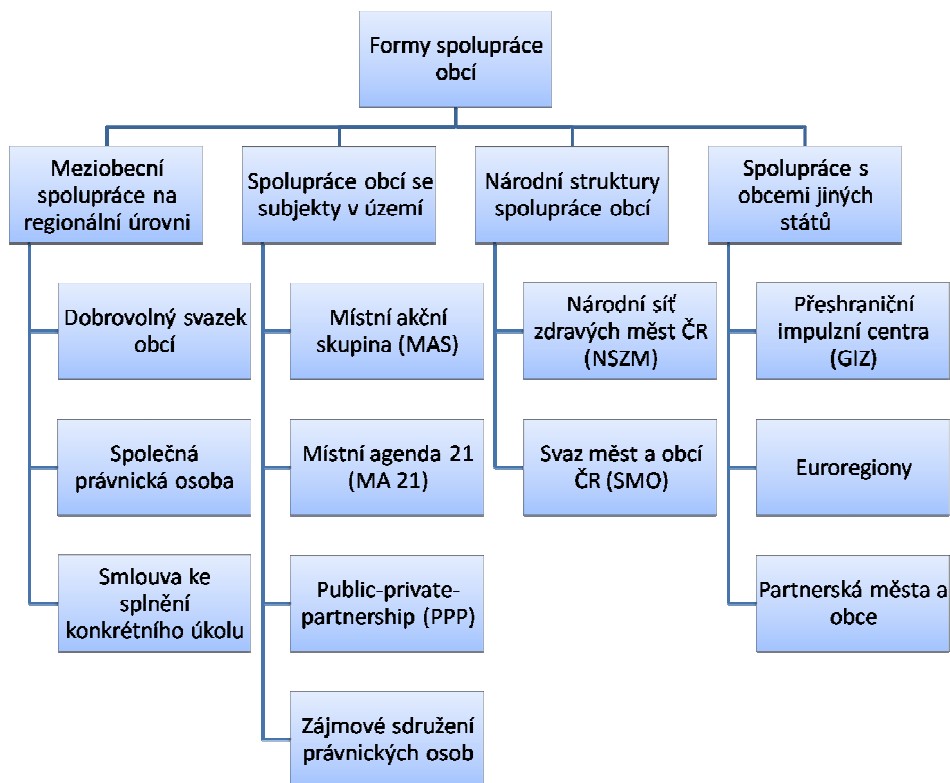 Formy spolupráce
obcí
Meziobecní
spolupráce na
regionální úrovni
Dobrovolný svazek
obcí
Společná
právnická osoba
Smlouva ke
splnění
konkrétního úkolu
Spolupráce obcí se
subjekty v území
Místní akční
skupina (MAS)
Místní agenda 21
(MA 21)
Public-private-
partnership (PPP)
Zájmové sdružení
právnických osob
Národní struktury
spolupráce obcí
Národní síť
zdravých měst ČR
(NSZM)
Svaz měst a obcí
ČR (SMO)
Spolupráce s
obcemi jiných
států
Přeshraniční
impulzní centra
(GIZ)
Euroregiony
Partnerská města a
obce